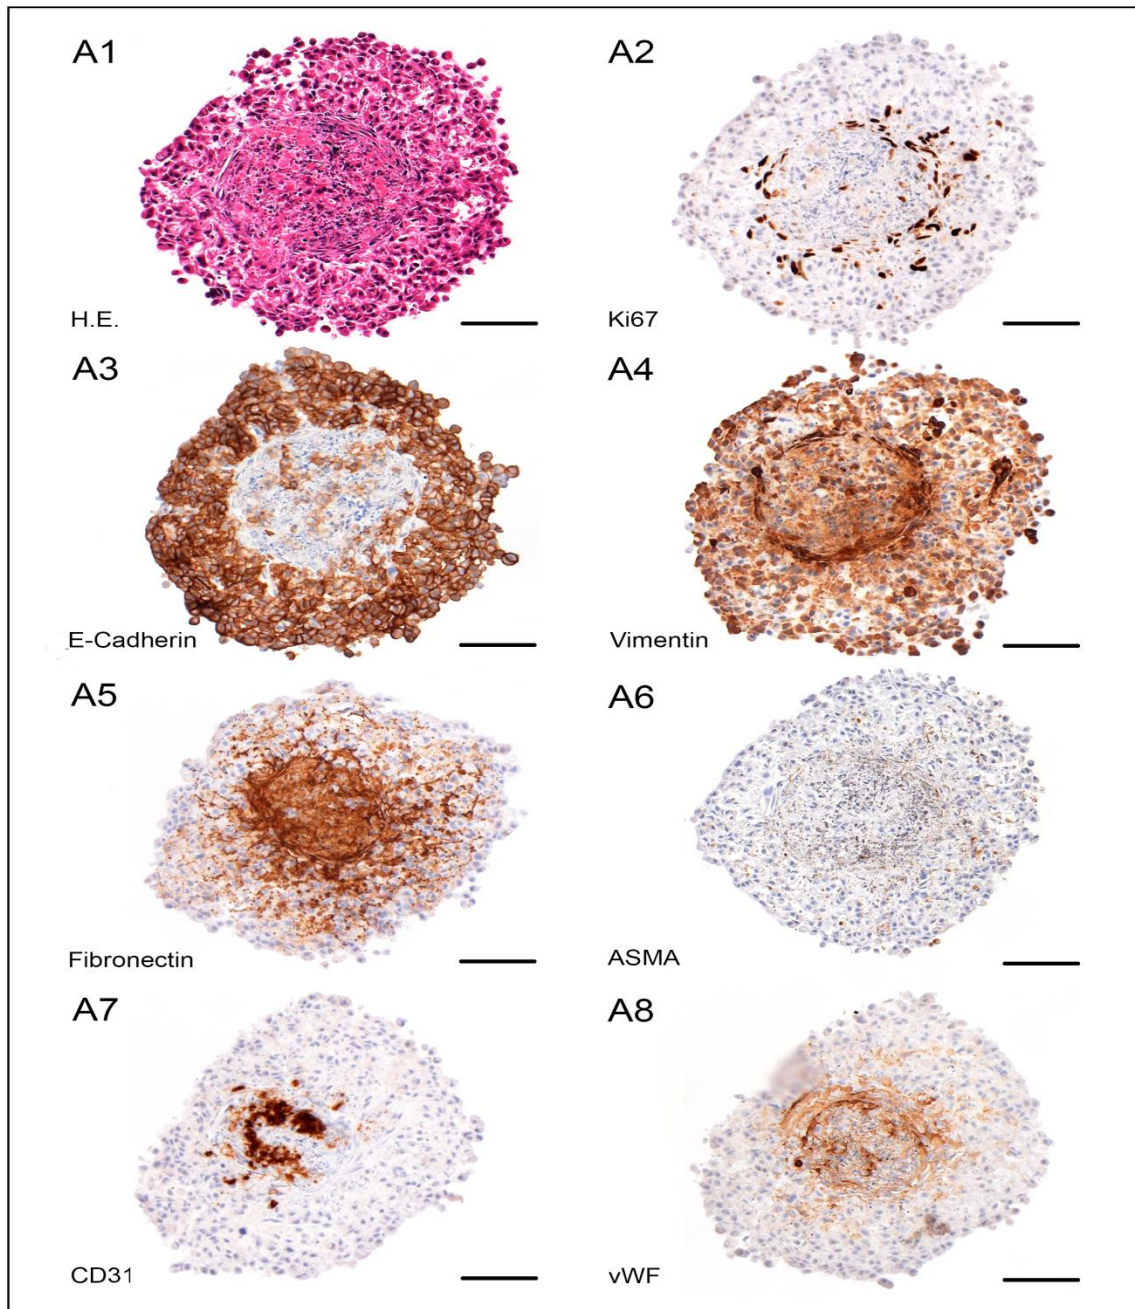 A1
A2
H.E.
Ki67
A3
A4
E-Cadherin
Vimentin
A5
A6
Fibronectin
ASMA
A7
A8
CD31
vWF